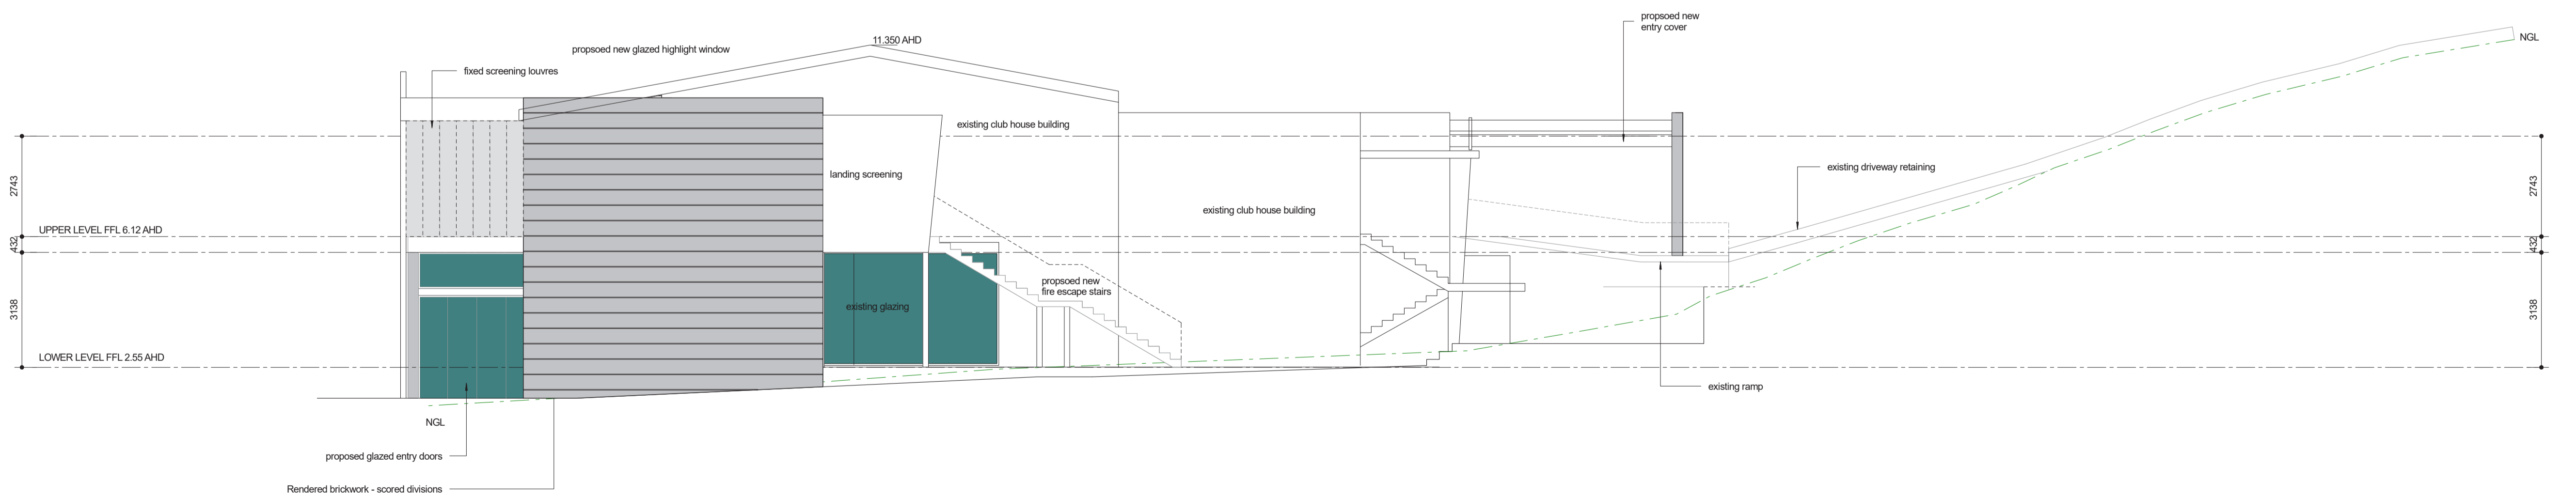 propsoed new
entry cover
NGL
11.350 AHD
propsoed new glazed highlight window
fixed screening louvres
existing club house building
existing driveway retaining
landing screening
2743
2743
existing club house building
UPPER LEVEL FFL 6.12 AHD
432
432
propsoed new
fire escape stairs
existing glazing
3138
3138
LOWER LEVEL FFL 2.55 AHD
existing ramp
NGL
proposed glazed entry doors
Rendered brickwork - scored divisions